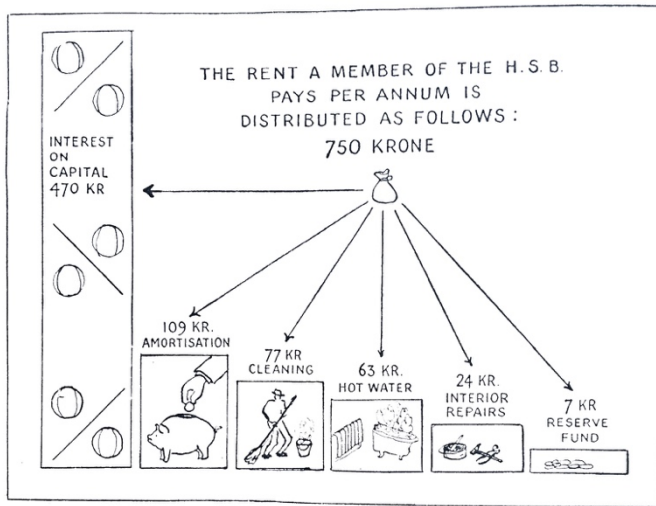 THE RENT A MEMBER OF THE H.S.B.
PAYS PER ANNUM IS
DISTRIBUTED AS FOLLOWS:
750 KRONE
INTEREST
ON
CAPITAL
470 KR
109 KR.
AMORTISATION
77 KR
CLEANING
63 KR.
HOT WATER
24 KR.
INTERIOR
REPAIRS
7 KR
RESERVE
FUND